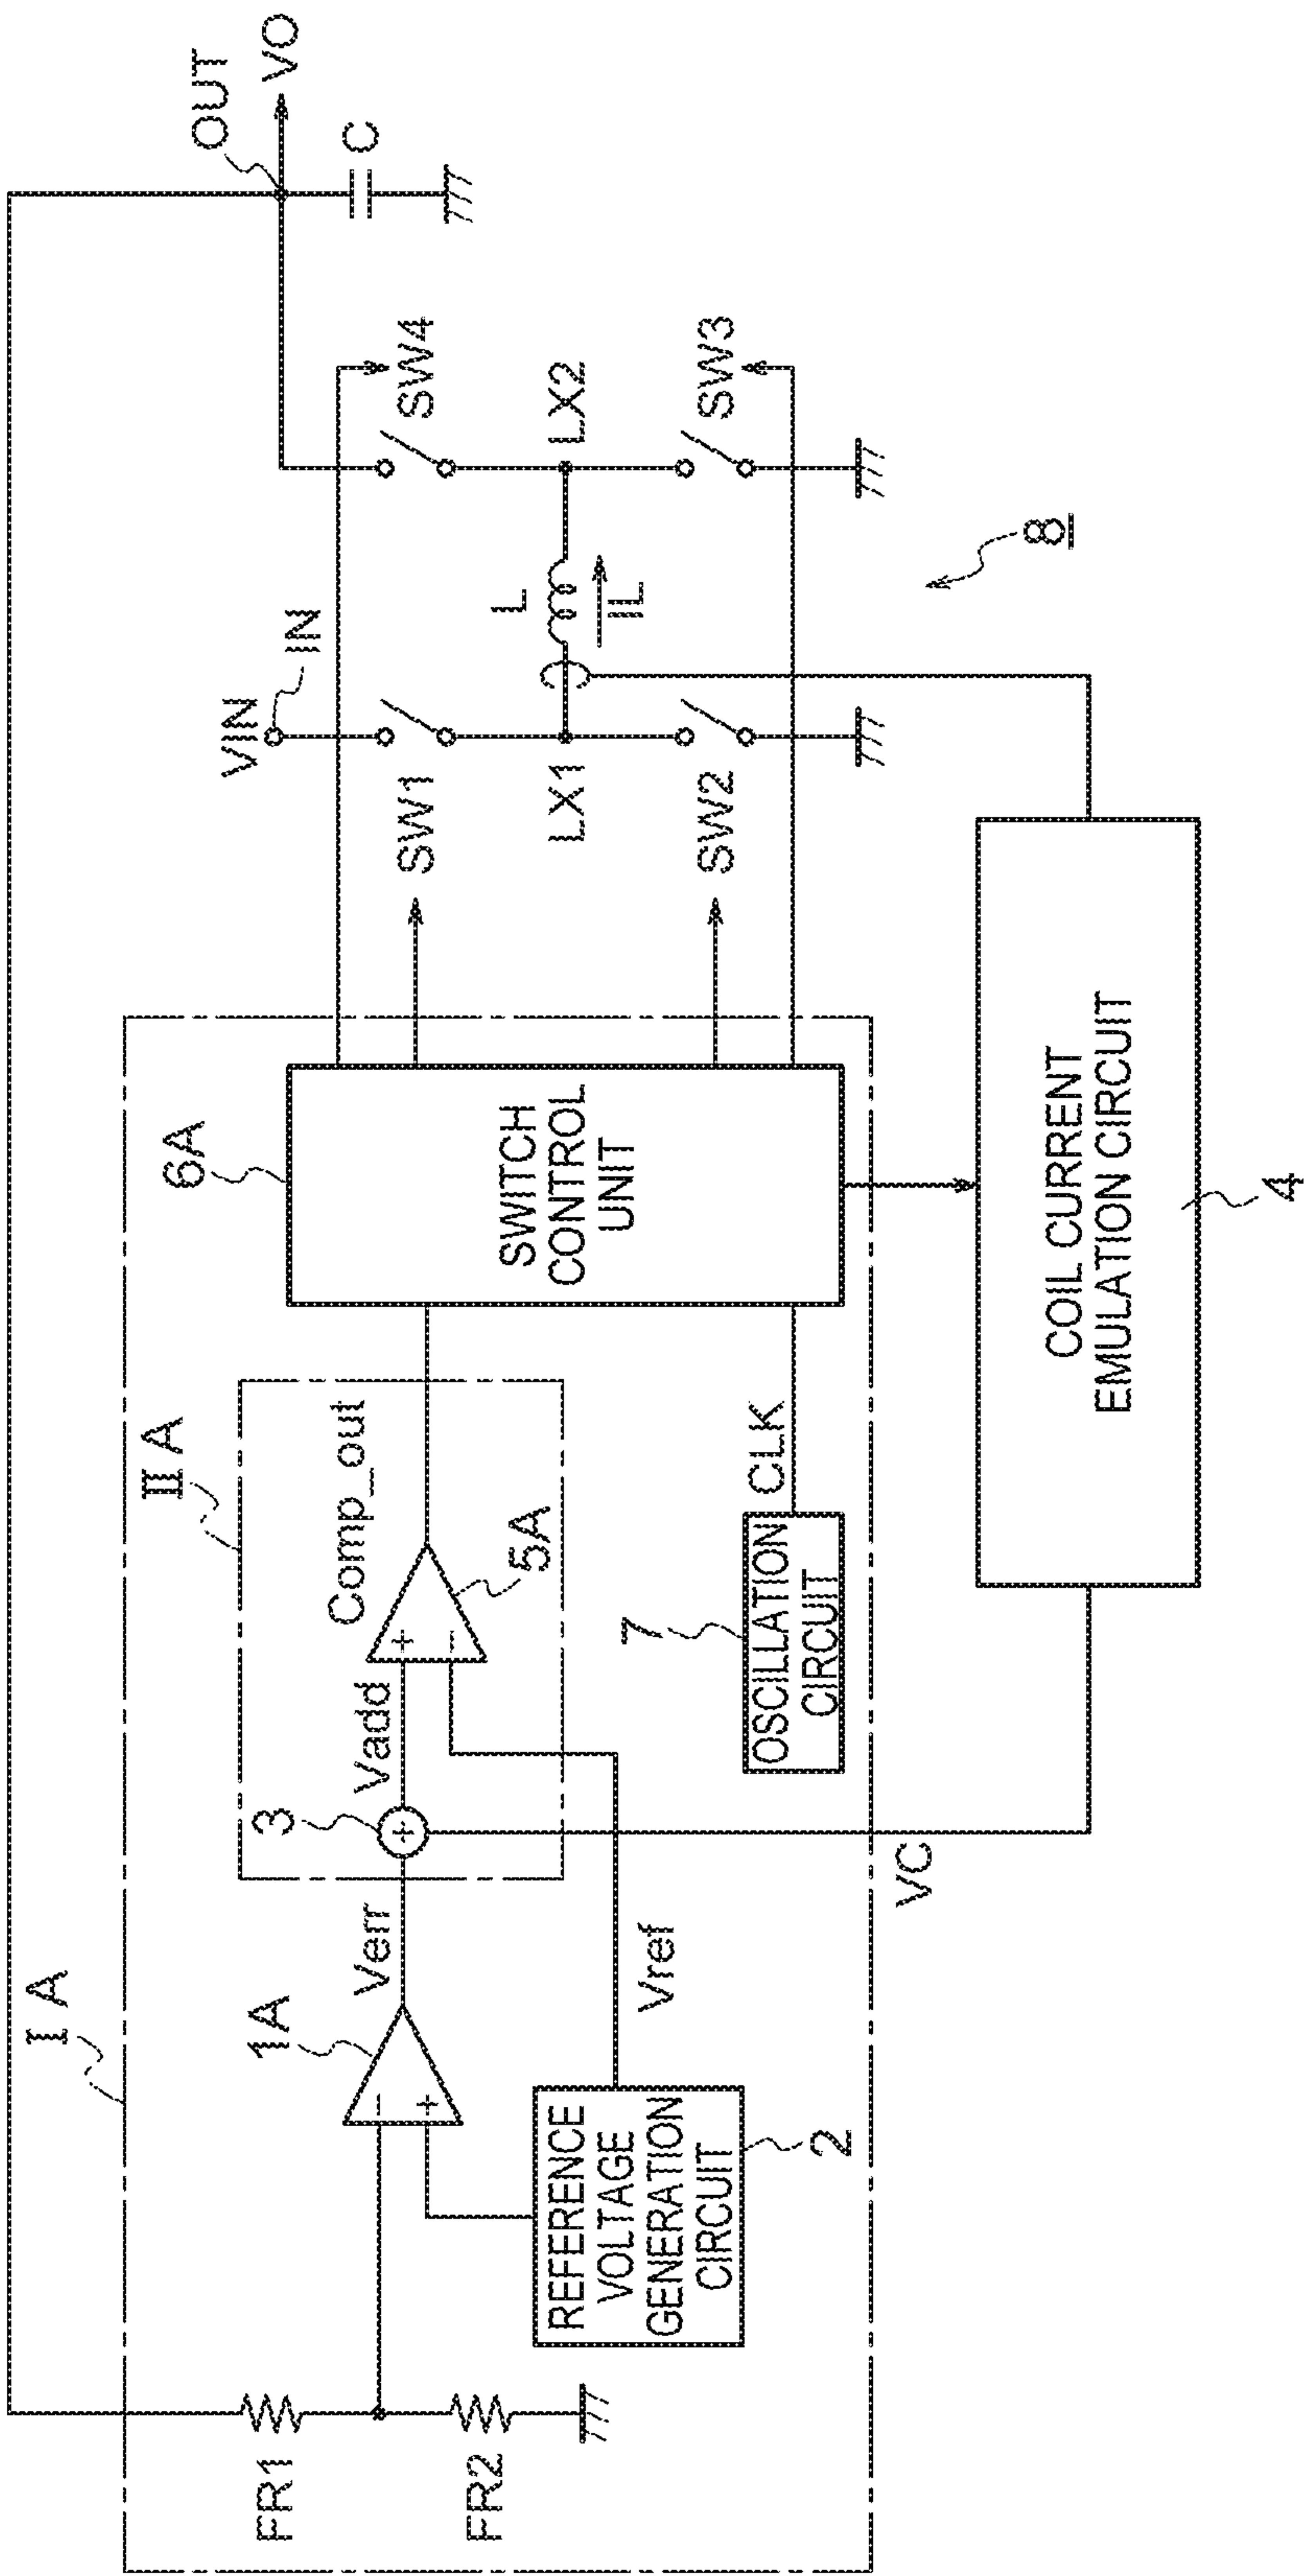 I A
FR1
FR2
1A
Verr
REFERENCE
VOLTAGE
GENERATION
CIRCUIT
2
Vref
II A
3
Vadd
Comp_out
5A
+
-
-
+
+
7
OSCILLATION
CIRCUIT
CLK
6A
SWITCH
CONTROL
UNIT
VC
COIL CURRENT
EMULATION CIRCUIT
4
SW1
SW2
VIN
IN
LX1
L
IL
LX2
SW4
SW3
8
OUT
VO
C